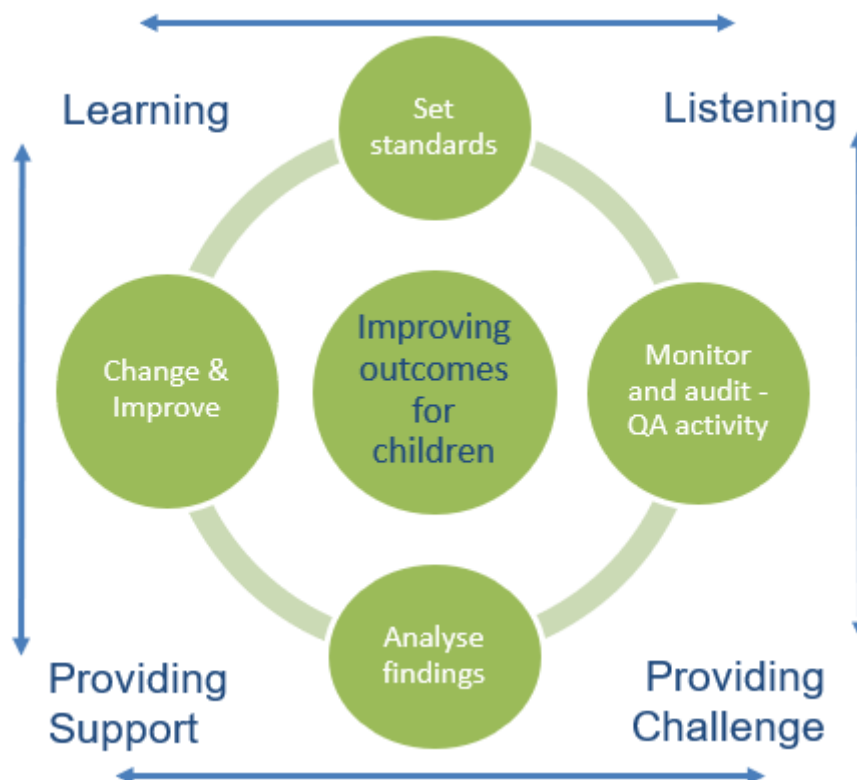 Learning
Set
standards
Listening
Change &
Improve
Improving
outcomes
for
children
Monitor
and audit -
QA activity
Analyse
findings
Providing
Support
Providing
Challenge